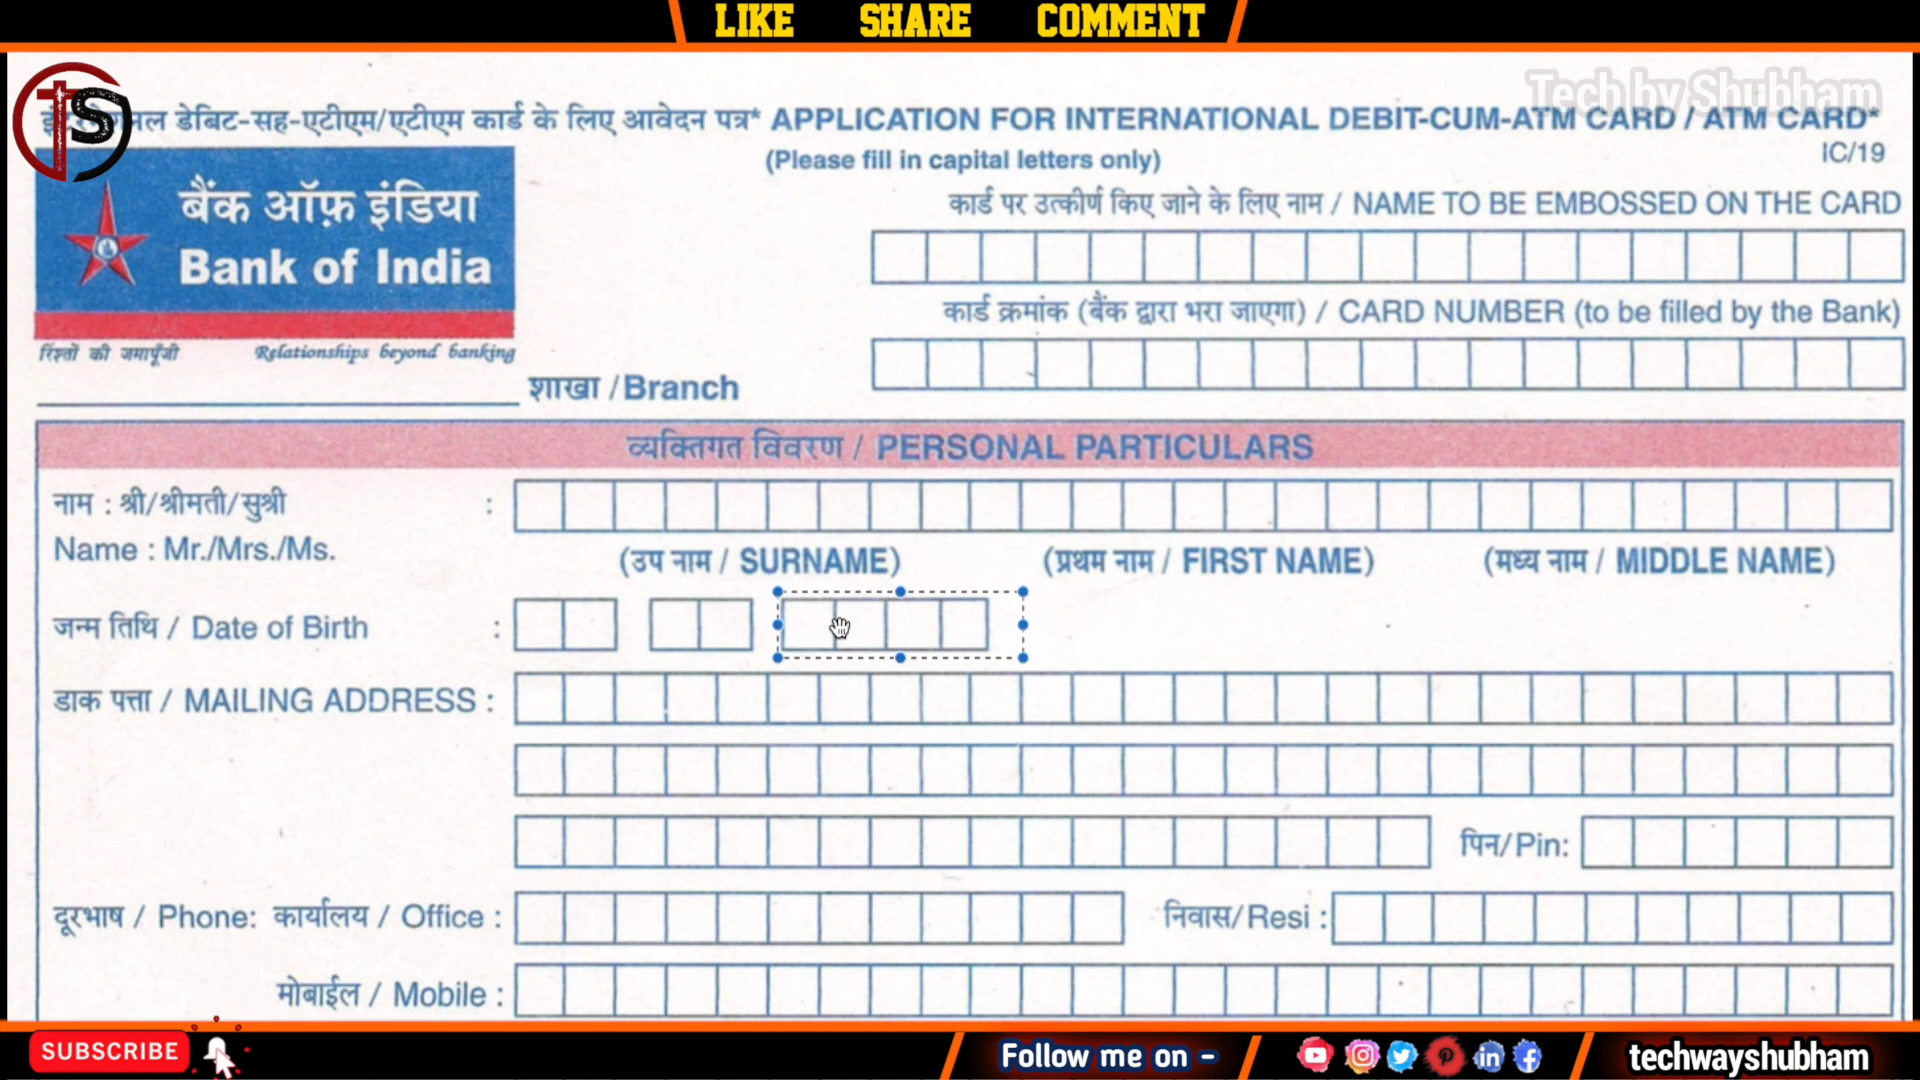 LIKE SHARE COMMENT
Tech by Shubham
TS
डेबिट-सह-एटीएम/एटीएम कार्ड के लिए आवेदन पत्र* APPLICATION FOR INTERNATIONAL DEBIT-CUM-ATM CARD / ATM CARD*
(Please fill in capital letters only)
IC/19
बैंक ऑफ़ इंडिया
Bank of India
रिश्तों की जमापूँजी Relationships beyond banking
कार्ड पर उत्कीर्ण किए जाने के लिए नाम / NAME TO BE EMBOSSED ON THE CARD
कार्ड क्रमांक (बैंक द्वारा भरा जाएगा) / CARD NUMBER (to be filled by the Bank)
शाखा /Branch
व्यक्तिगत विवरण / PERSONAL PARTICULARS
नाम : श्री/श्रीमती/सुश्री :
Name : Mr./Mrs./Ms.
(उप नाम / SURNAME) (प्रथम नाम / FIRST NAME) (मध्य नाम / MIDDLE NAME)
जन्म तिथि / Date of Birth :
डाक पत्ता / MAILING ADDRESS :
पिन/Pin:
दूरभाष / Phone: कार्यालय / Office : निवास/Resi :
मोबाईल / Mobile :
SUBSCRIBE
Follow me on -
techwayshubham